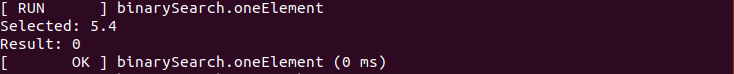 [ RUN      ] binarySearch.oneElement
Selected: 5.4
Result: 0
[       OK ] binarySearch.oneElement (0 ms)